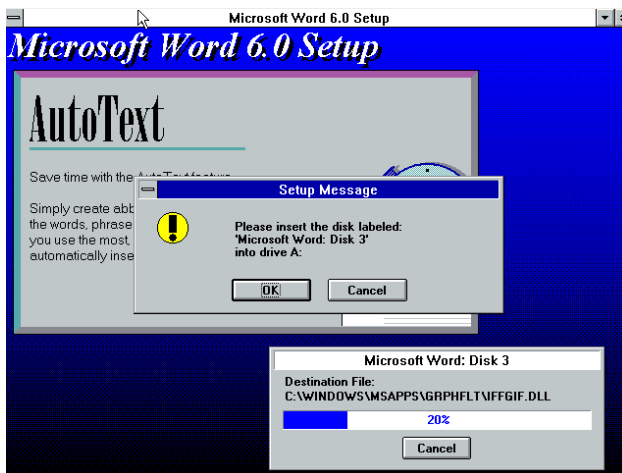 Microsoft Word 6.0 Setup
Microsoft Word 6.0 Setup
AutoText
Save time with the
Simply create abb
the words, phrase
you use the most,
automatically inse
Setup Message
Please insert the disk labeled:
'Microsoft Word: Disk 3'
into drive A:
OK
Cancel
Microsoft Word: Disk 3
Destination File:
C:\WINDOWS\MSAPPS\GRPHFLT\IFFGIF.DLL
20%
Cancel